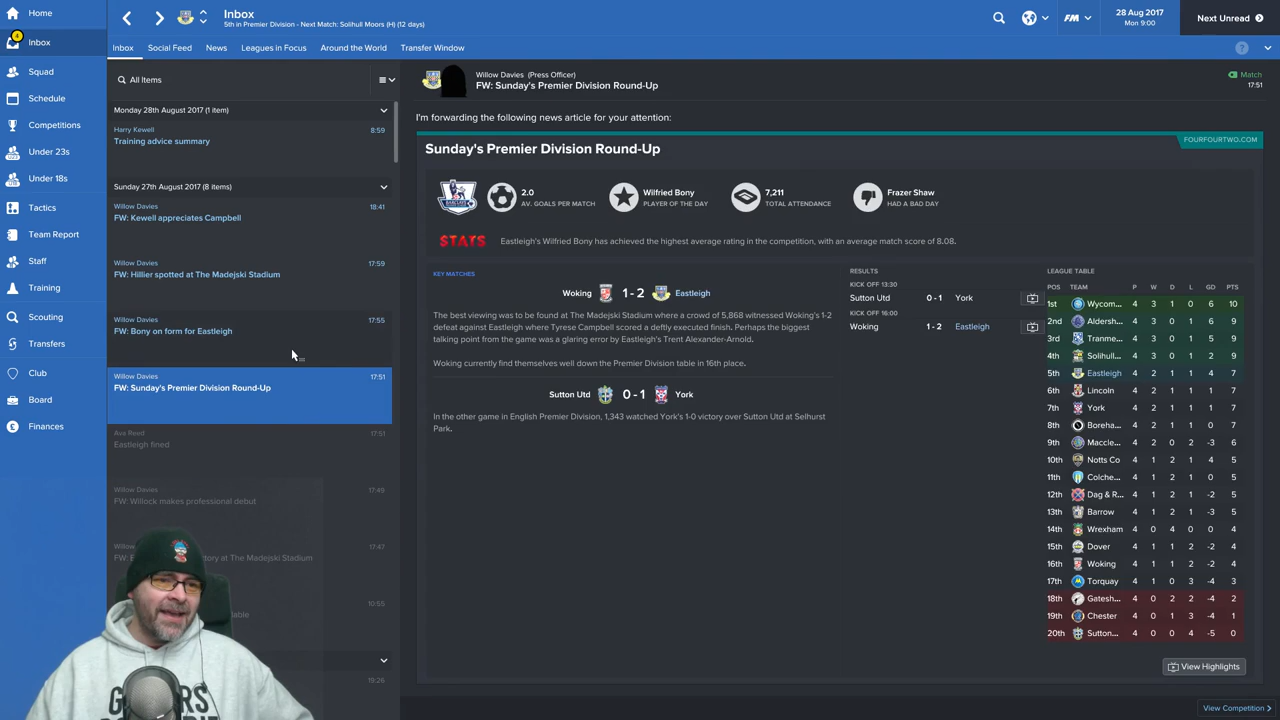 Home
Inbox
4
Squad
Schedule
Competitions
Under 23s
Under 18s
Tactics
Team Report
Staff
Training
Scouting
Transfers
Club
Board
Finances
Inbox
5th in Premier Division - Next Match: Solihull Moors (H) (12 days)
FM
28 Aug 2017
Mon 9:00
Next Unread
Inbox
Social Feed
News
Leagues in Focus
Around the World
Transfer Window
?
All Items
Monday 28th August 2017 (1 item)
Harry Kewell 8:59
Training advice summary
Sunday 27th August 2017 (8 items)
Willow Davies 18:41
FW: Kewell appreciates Campbell
Willow Davies 17:59
FW: Hillier spotted at The Madejski Stadium
Willow Davies 17:55
FW: Bony on form for Eastleigh
Willow Davies 17:51
FW: Sunday's Premier Division Round-Up
Ava Reed 17:51
Eastleigh fined
Willow Davies 17:49
FW: Willock makes professional debut
Willow 17:47
tory at The Madejski Stadium
10:55
lable
19:26
Willow Davies (Press Officer)
FW: Sunday's Premier Division Round-Up
Match
17:51
I'm forwarding the following news article for your attention:
FOURFOURTWO.COM
Sunday's Premier Division Round-Up
2.0
AV. GOALS PER MATCH
Wilfried Bony
PLAYER OF THE DAY
7,211
TOTAL ATTENDANCE
Frazer Shaw
HAD A BAD DAY
STATS
Eastleigh's Wilfried Bony has achieved the highest average rating in the competition, with an average match score of 8.08.
KEY MATCHES
Woking 1 - 2 Eastleigh
The best viewing was to be found at The Madejski Stadium where a crowd of 5,868 witnessed Woking's 1-2
defeat against Eastleigh where Tyrese Campbell scored a deftly executed finish. Perhaps the biggest
talking point from the game was a glaring error by Eastleigh's Trent Alexander-Arnold.
Woking currently find themselves well down the Premier Division table in 16th place.
Sutton Utd 0 - 1 York
In the other game in English Premier Division, 1,343 watched York's 1-0 victory over Sutton Utd at Selhurst
Park.
RESULTS
KICK OFF 13:30
Sutton Utd 0 - 1 York
KICK OFF 16:00
Woking 1 - 2 Eastleigh
LEAGUE TABLE
POS TEAM P W D L GD PTS
1st Wycom... 4 3 1 0 6 10
2nd Aldersh... 4 3 0 1 6 9
3rd Tranme... 4 3 0 1 5 9
4th Solihull... 4 3 0 1 2 9
5th Eastleigh 4 2 1 1 4 7
6th Lincoln 4 2 1 1 1 7
7th York 4 2 1 1 1 7
8th Boreha... 4 2 1 1 0 7
9th Maccle... 4 2 0 2 -3 6
10th Notts Co 4 1 2 1 4 5
11th Colche... 4 1 2 1 0 5
12th Dag & R... 4 1 2 1 -2 5
13th Barrow 4 1 2 1 -3 5
14th Wrexham 4 0 4 0 0 4
15th Dover 4 1 1 2 -2 4
16th Woking 4 1 1 2 -2 4
17th Torquay 4 1 0 3 -4 3
18th Gatesh... 4 0 2 2 -4 2
19th Chester 4 0 1 3 -4 1
20th Sutton... 4 0 0 4 -5 0
View Highlights
View Competition